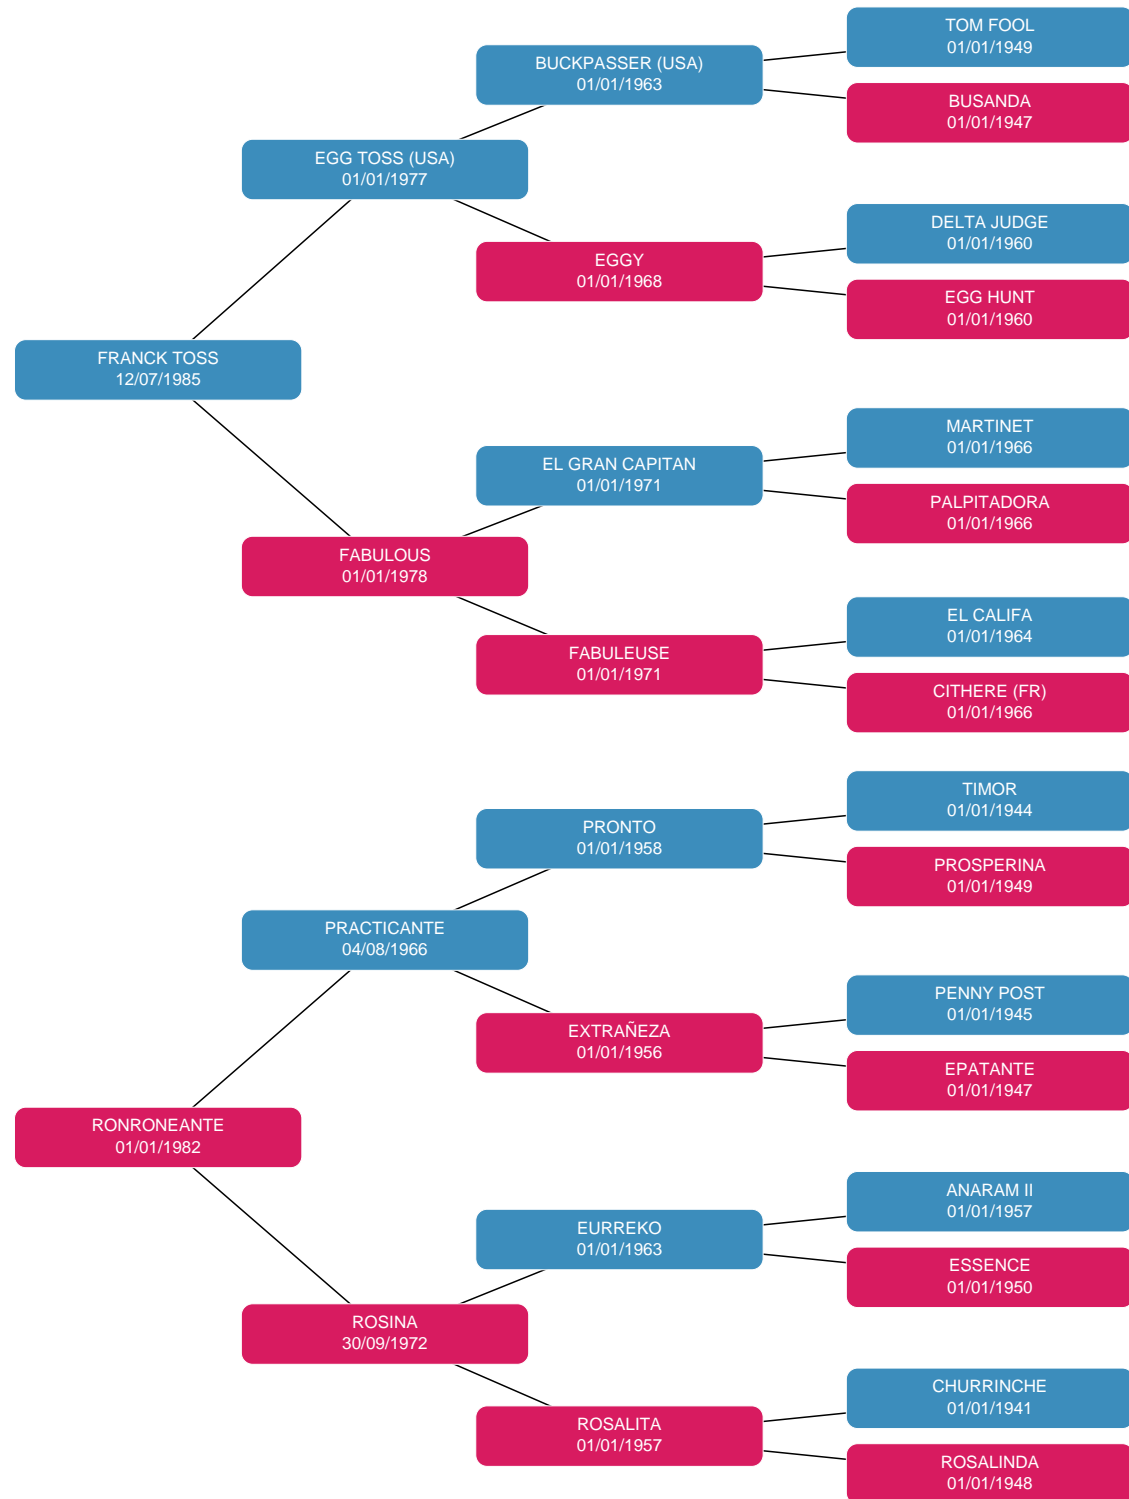 TOM FOOL
01/01/1949
BUCKPASSER (USA)
01/01/1963
BUSANDA
01/01/1947
EGG TOSS (USA)
01/01/1977
DELTA JUDGE
01/01/1960
EGGY
01/01/1968
EGG HUNT
01/01/1960
FRANCK TOSS
12/07/1985
MARTINET
01/01/1966
EL GRAN CAPITAN
01/01/1971
PALPITADORA
01/01/1966
FABULOUS
01/01/1978
EL CALIFA
01/01/1964
FABULEUSE
01/01/1971
CITHERE (FR)
01/01/1966
TIMOR
01/01/1944
PRONTO
01/01/1958
PROSPERINA
01/01/1949
PRACTICANTE
04/08/1966
PENNY POST
01/01/1945
EXTRAÑEZA
01/01/1956
EPATANTE
01/01/1947
RONRONEANTE
01/01/1982
ANARAM II
01/01/1957
EURREKO
01/01/1963
ESSENCE
01/01/1950
ROSINA
30/09/1972
CHURRINCHE
01/01/1941
ROSALITA
01/01/1957
ROSALINDA
01/01/1948